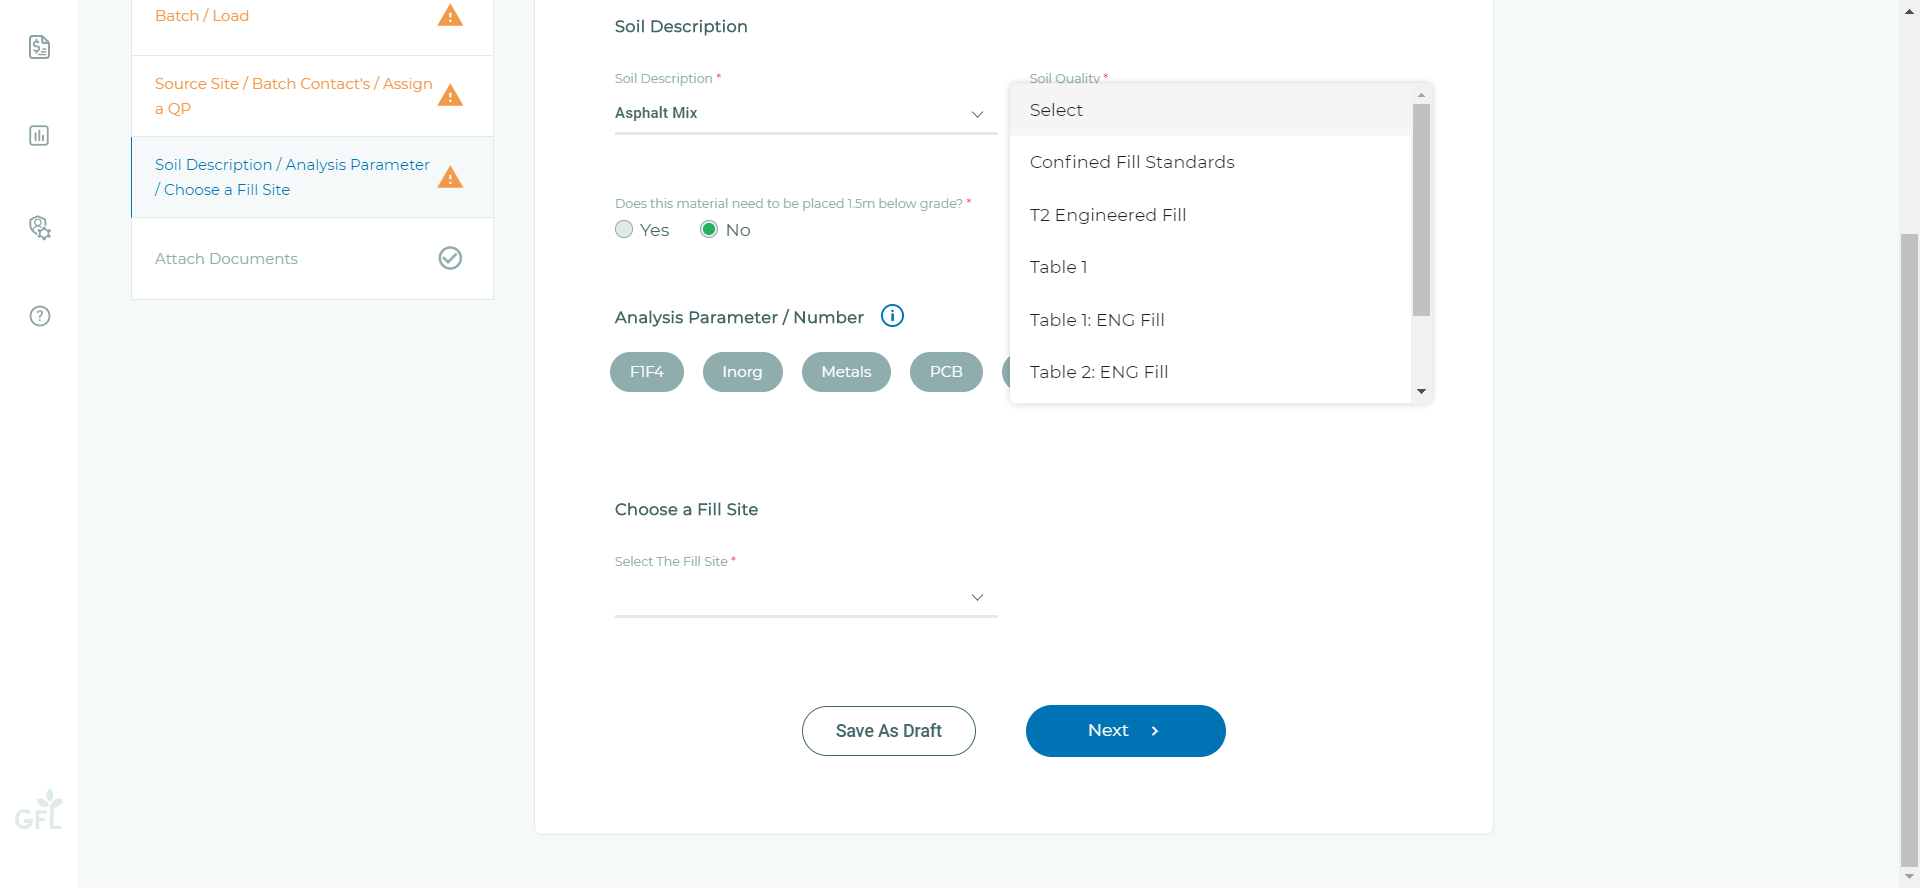 Batch / Load
Source Site / Batch Contact's / Assign
a QP
Soil Description / Analysis Parameter
/ Choose a Fill Site
Attach Documents
GFL
Soil Description
Soil Description *
Asphalt Mix
Soil Quality *
Select
Confined Fill Standards
T2 Engineered Fill
Table 1
Table 1: ENG Fill
Table 2: ENG Fill
Does this material need to be placed 1.5m below grade? *
Yes No
Analysis Parameter / Number
F1F4 Inorg Metals PCB
Choose a Fill Site
Select The Fill Site *
Save As Draft
Next